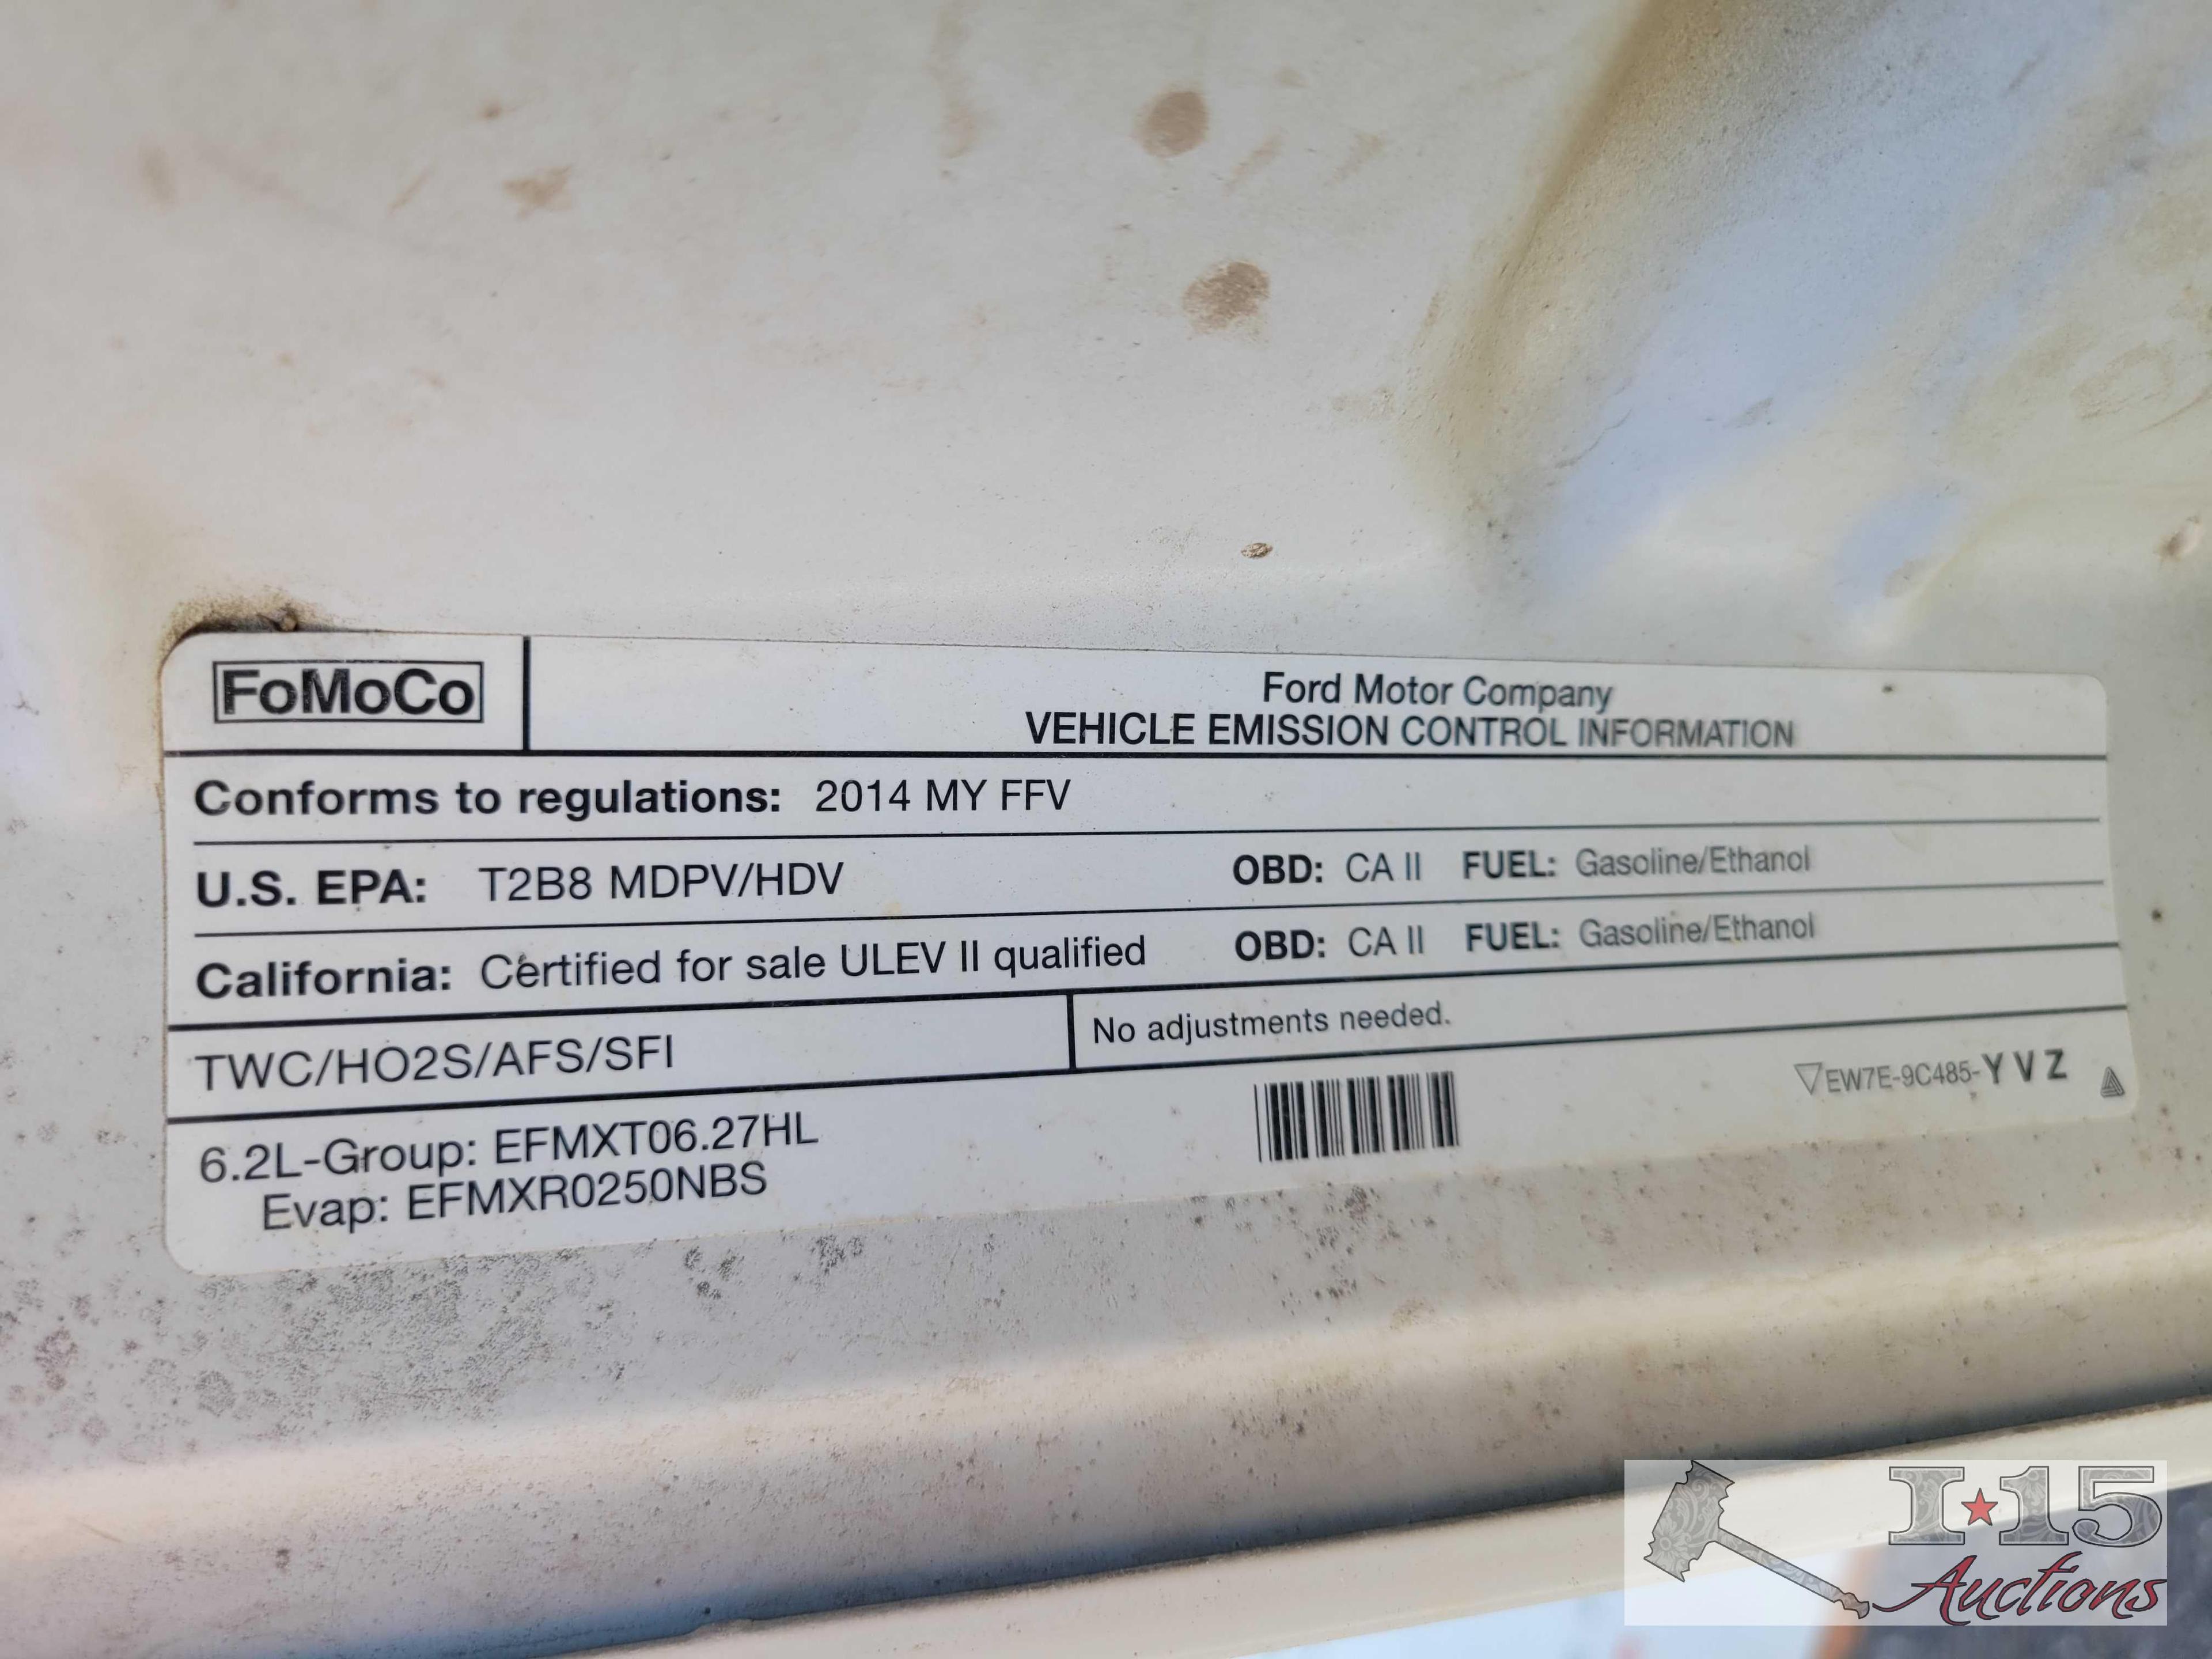 FoMoCo
Ford Motor Company
VEHICLE EMISSION CONTROL INFORMATION
Conforms to regulations: 2014 MY FFV
U.S. EPA: T2B8 MDPV/HDV OBD: CA II FUEL: Gasoline/Ethanol
California: Certified for sale ULEV II qualified OBD: CA II FUEL: Gasoline/Ethanol
TWC/HO2S/AFS/SFI No adjustments needed.
6.2L-Group: EFMXT06.27HL
Evap: EFMXR0250NBS
EW7E-9C485-Y V Z
I-15
Auctions